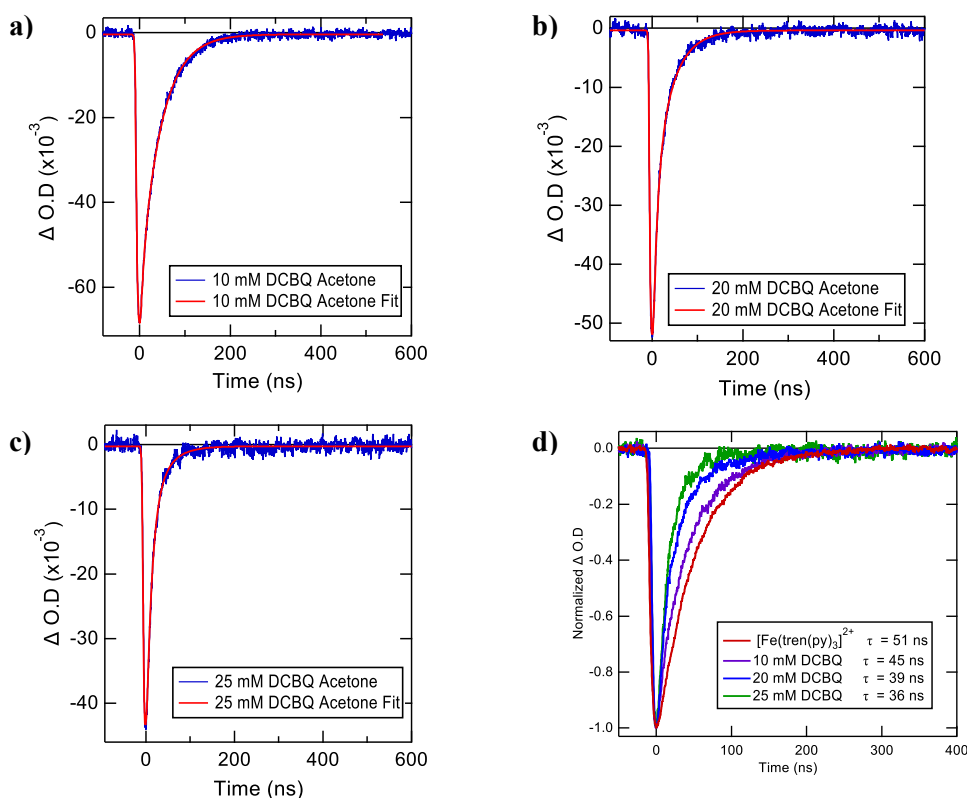 a)
0
-20
-40
-60
Δ O.D (x10⁻³)
10 mM DCBQ Acetone
10 mM DCBQ Acetone Fit
0 200 400 600
Time (ns)
b)
0
-10
-20
-30
-40
-50
Δ O.D (x10⁻³)
20 mM DCBQ Acetone
20 mM DCBQ Acetone Fit
0 200 400 600
Time (ns)
c)
0
-10
-20
-30
-40
Δ O.D (x10⁻³)
25 mM DCBQ Acetone
25 mM DCBQ Acetone Fit
0 200 400 600
Time (ns)
d)
0.0
-0.2
-0.4
-0.6
-0.8
-1.0
Normalized Δ O.D
[Fe(tren(py)₃]²⁺ τ = 51 ns
10 mM DCBQ τ = 45 ns
20 mM DCBQ τ = 39 ns
25 mM DCBQ τ = 36 ns
0 100 200 300 400
Time (ns)